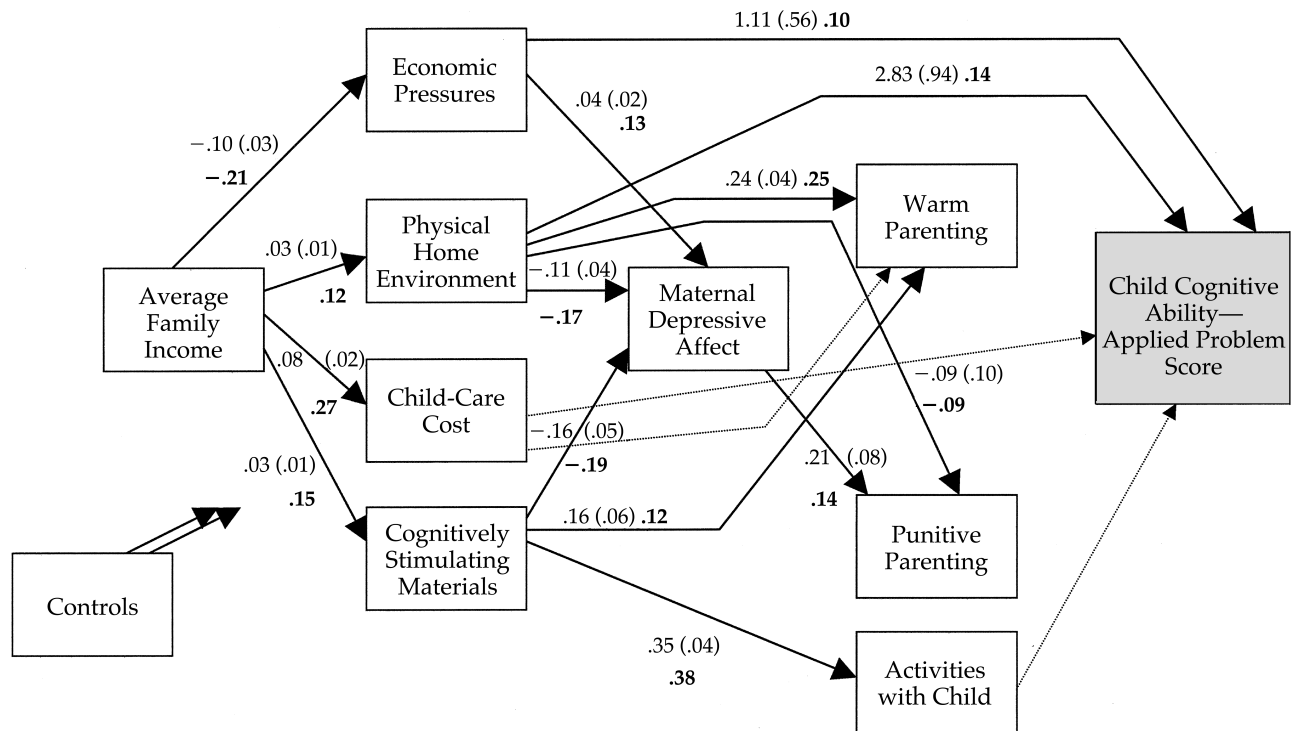 1.11 (.56) .10
Economic
Pressures
2.83 (.94) .14
.04 (.02)
.13
−.10 (.03)
−.21
.24 (.04) .25
Warm
Parenting
Physical
Home
Environment
.03 (.01)
.12
−.11 (.04)
−.17
Average
Family
Income
Maternal
Depressive
Affect
Child Cognitive
Ability—
Applied Problem
Score
.08 (.02)
.27
Child-Care
Cost
−.09 (.10)
−.09
−.16 (.05)
−.19
.03 (.01)
.15
.21 (.08)
.14
Cognitively
Stimulating
Materials
.16 (.06) .12
Punitive
Parenting
Controls
.35 (.04)
.38
Activities
with Child